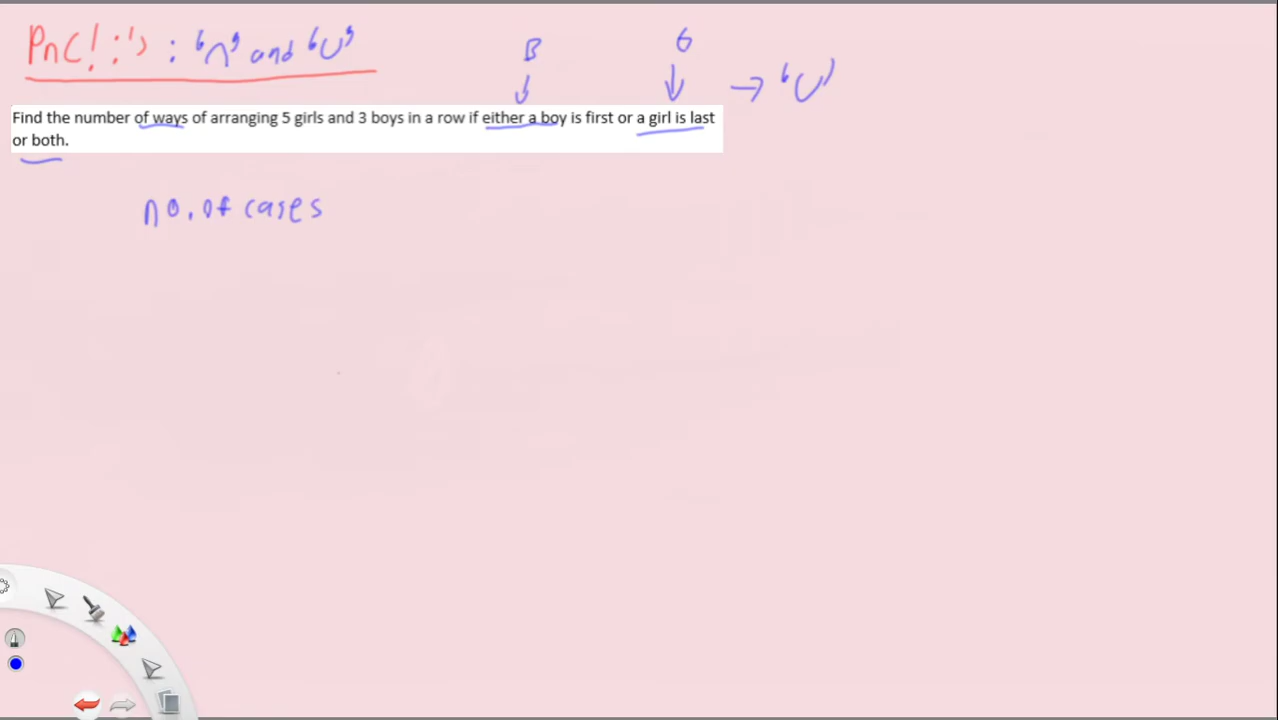 PnC(!::')) : "∩" and "∪"
B G
→ "∪"
Find the number of ways of arranging 5 girls and 3 boys in a row if either a boy is first or a girl is last
or both.
no. of cases